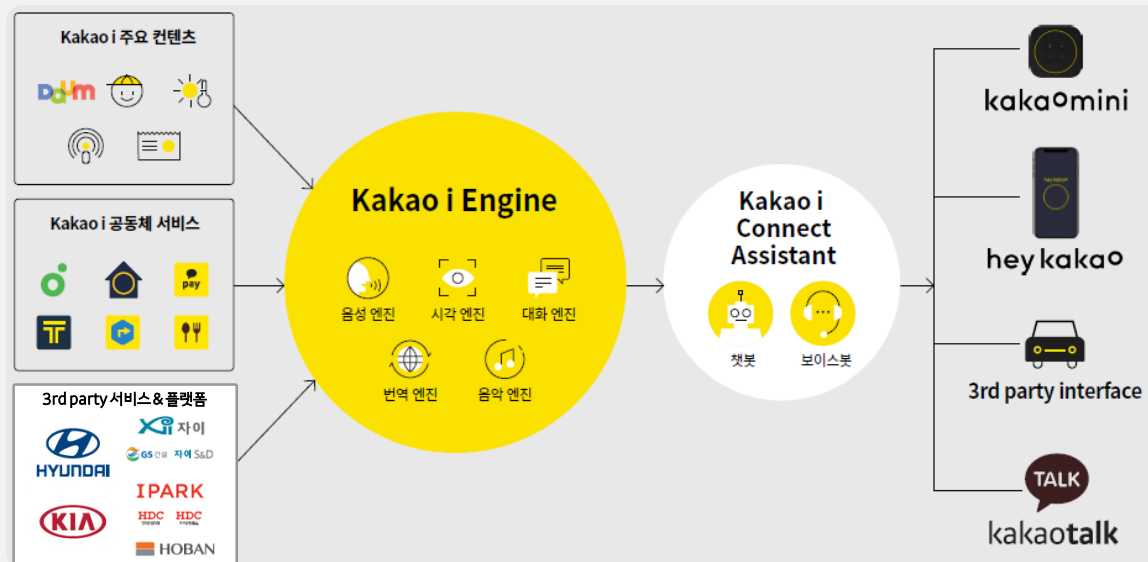 Kakao i 주요 컨텐츠
Daum
Kakao i 공동체 서비스
pay
T
3rd party 서비스&플랫폼
HYUNDAI
KIA
Xi 자이
GS건설 자이 S&D
IPARK
HDC HDC
HOBAN
Kakao i Engine
음성 엔진
시각 엔진
대화 엔진
번역 엔진
음악 엔진
Kakao i
Connect
Assistant
챗봇
보이스봇
kakaomini
hey kakao
hey kakao
3rd party interface
TALK
kakaotalk